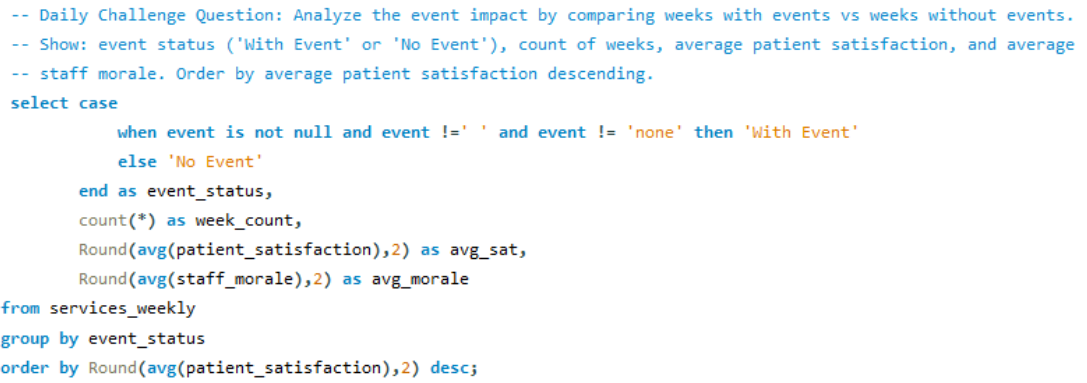 -- Daily Challenge Question: Analyze the event impact by comparing weeks with events vs weeks without events.
-- Show: event status ('With Event' or 'No Event'), count of weeks, average patient satisfaction, and average
-- staff morale. Order by average patient satisfaction descending.
select case
when event is not null and event !=' ' and event != 'none' then 'With Event'
else 'No Event'
end as event_status,
count(*) as week_count,
Round(avg(patient_satisfaction),2) as avg_sat,
Round(avg(staff_morale),2) as avg_morale
from services_weekly
group by event_status
order by Round(avg(patient_satisfaction),2) desc;